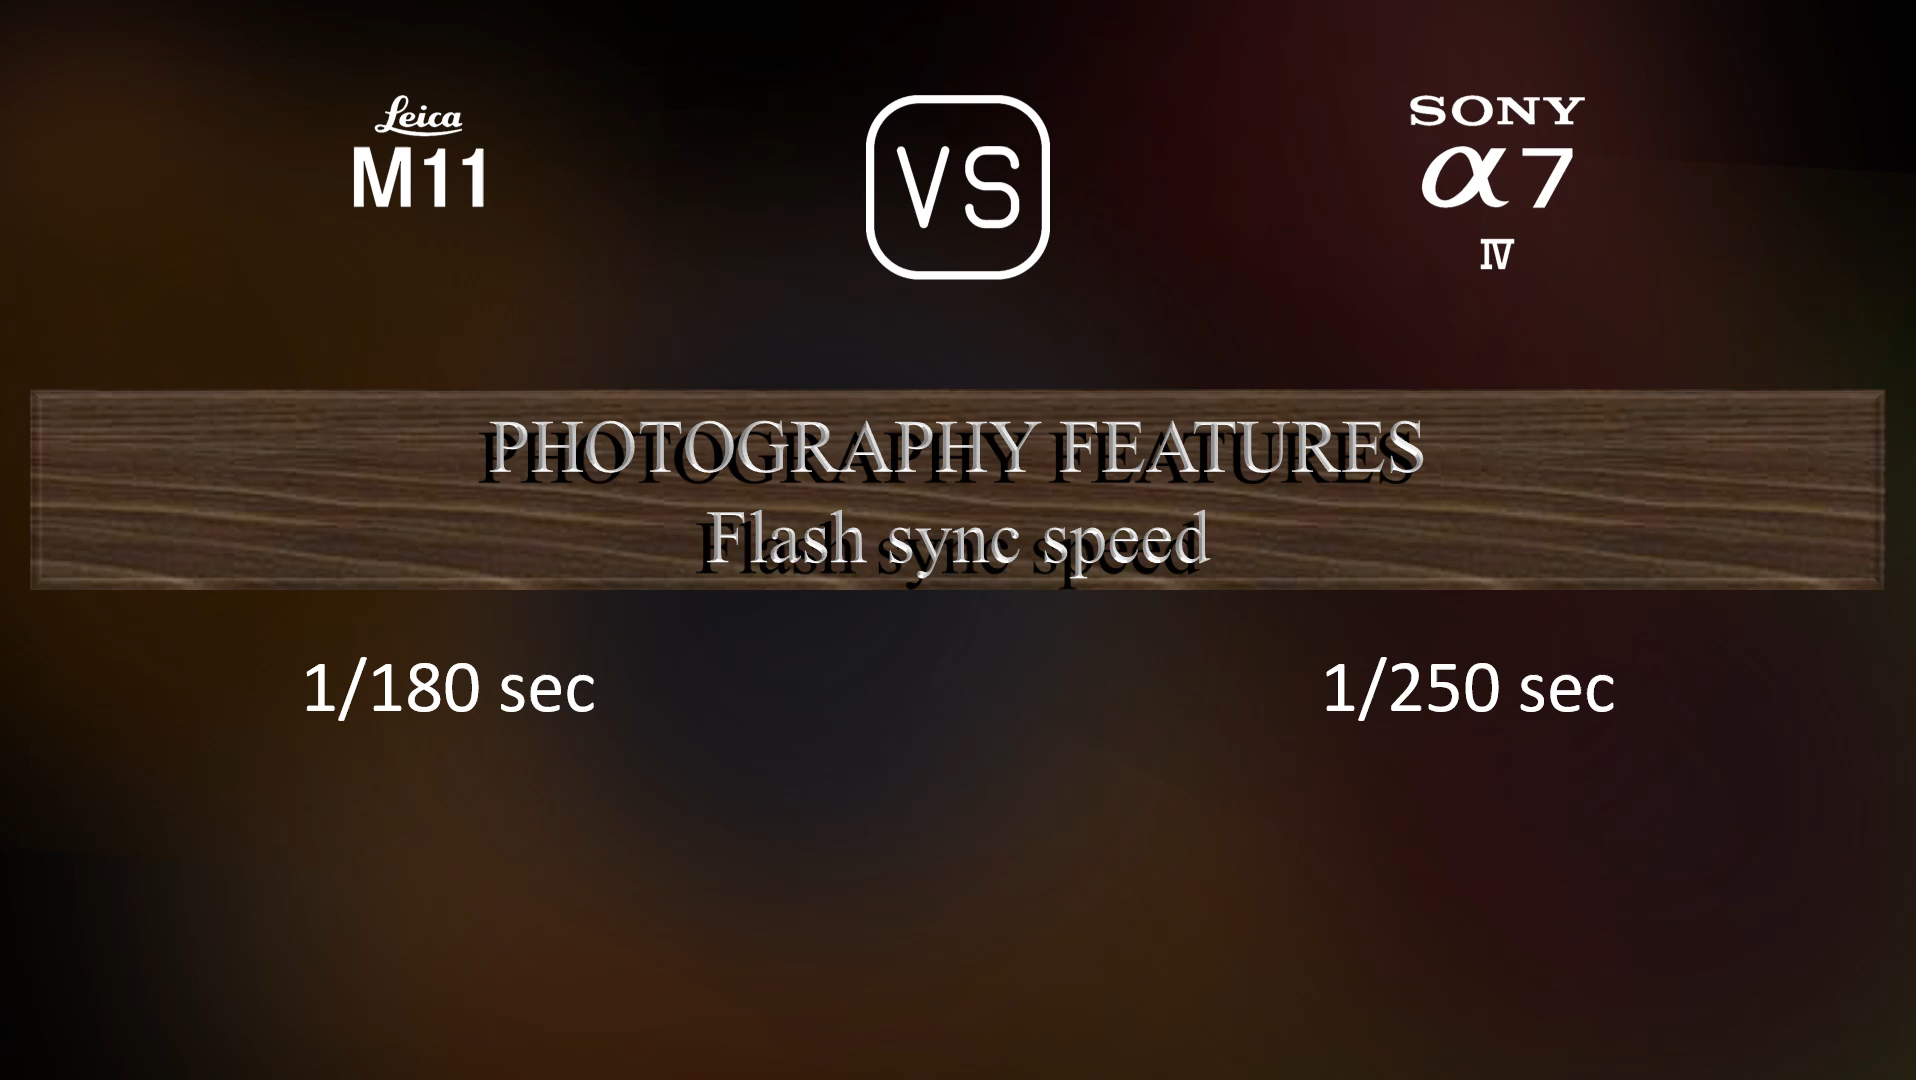 Leica
M11
VS
SONY
α7
IV
PHOTOGRAPHY FEATURES
Flash sync speed
1/180 sec
1/250 sec